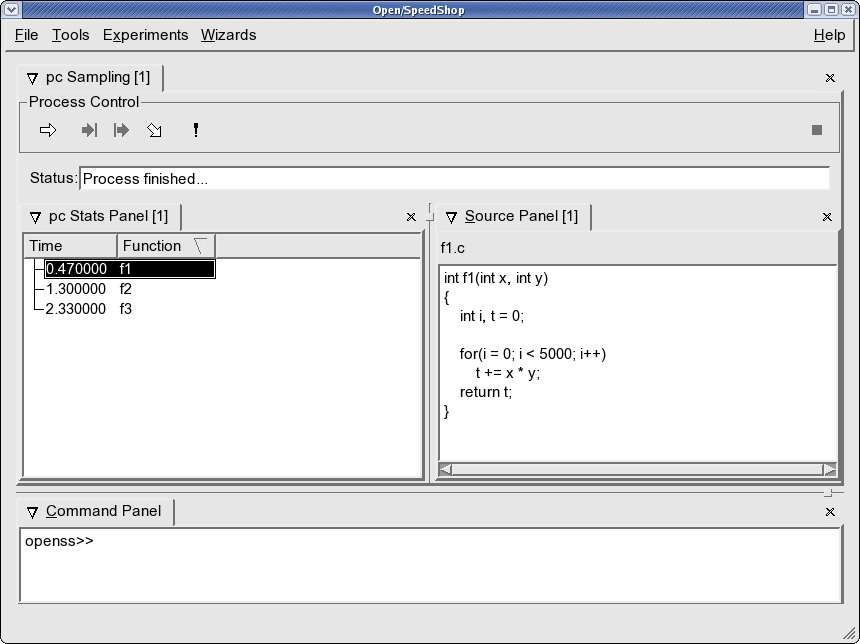 Open/SpeedShop
File Tools Experiments Wizards Help
pc Sampling [1]
Process Control
Status: Process finished...
pc Stats Panel [1]
Time Function
0.470000 f1
1.300000 f2
2.330000 f3
Source Panel [1]
f1.c
int f1(int x, int y)
{
int i, t = 0;
for(i = 0; i < 5000; i++)
t += x * y;
return t;
}
Command Panel
openss>>